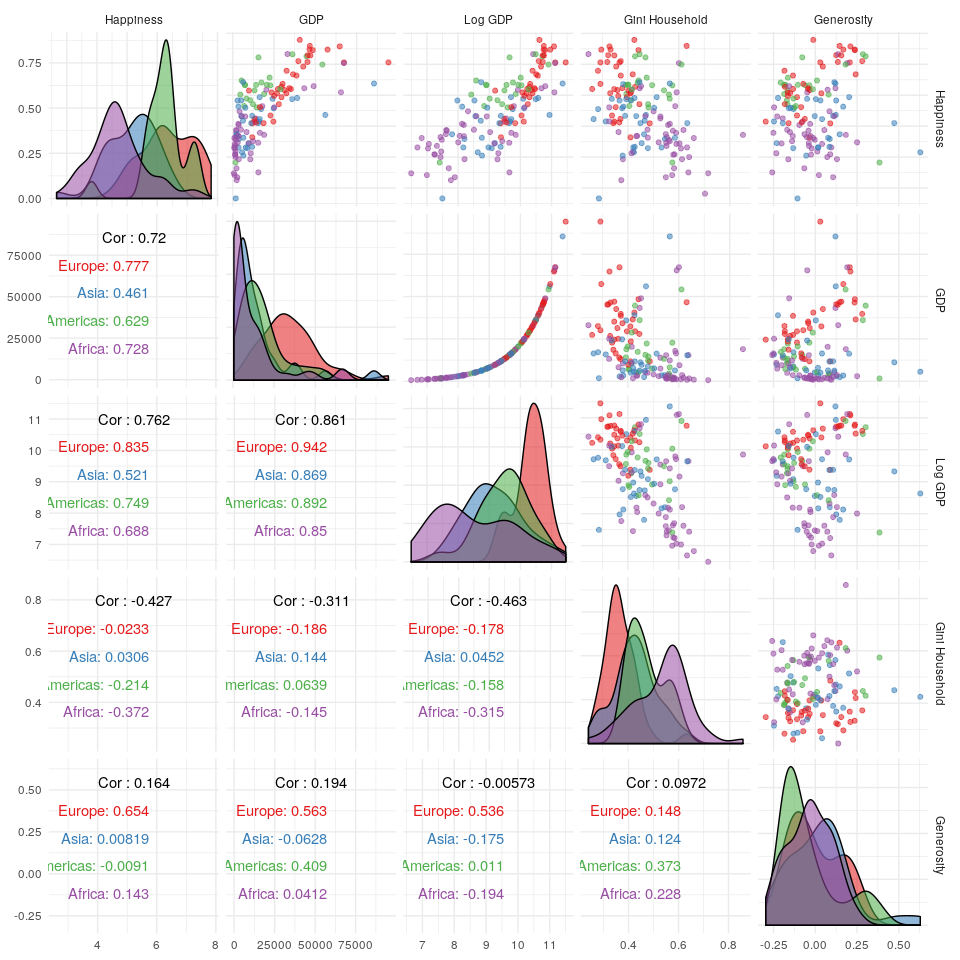 Happiness GDP Log GDP Gini Household Generosity
0.75
0.50
0.25
0.00
Happiness
75000
50000
25000
0
Cor : 0.72
Europe: 0.777
Asia: 0.461
Americas: 0.629
Africa: 0.728
GDP
11
10
9
8
7
Cor : 0.762
Europe: 0.835
Asia: 0.521
Americas: 0.749
Africa: 0.688
Cor : 0.861
Europe: 0.942
Asia: 0.869
Americas: 0.892
Africa: 0.85
Log GDP
0.8
0.6
0.4
Cor : -0.427
Europe: -0.0233
Asia: 0.0306
mericas: -0.214
Africa: -0.372
Cor : -0.311
Europe: -0.186
Asia: 0.144
mericas: 0.0639
Africa: -0.145
Cor : -0.463
Europe: -0.178
Asia: 0.0452
Americas: -0.158
Africa: -0.315
Gini Household
0.50
0.25
0.00
-0.25
Cor : 0.164
Europe: 0.654
Asia: 0.00819
mericas: -0.0091
Africa: 0.143
Cor : 0.194
Europe: 0.563
Asia: -0.0628
Americas: 0.409
Africa: 0.0412
Cor : -0.00573
Europe: 0.536
Asia: -0.175
Americas: 0.011
Africa: -0.194
Cor : 0.0972
Europe: 0.148
Asia: 0.124
Americas: 0.373
Africa: 0.228
Generosity
4 6 8
0 25000 50000 75000
7 8 9 10 11
0.4 0.6 0.8
-0.25 0.00 0.25 0.50